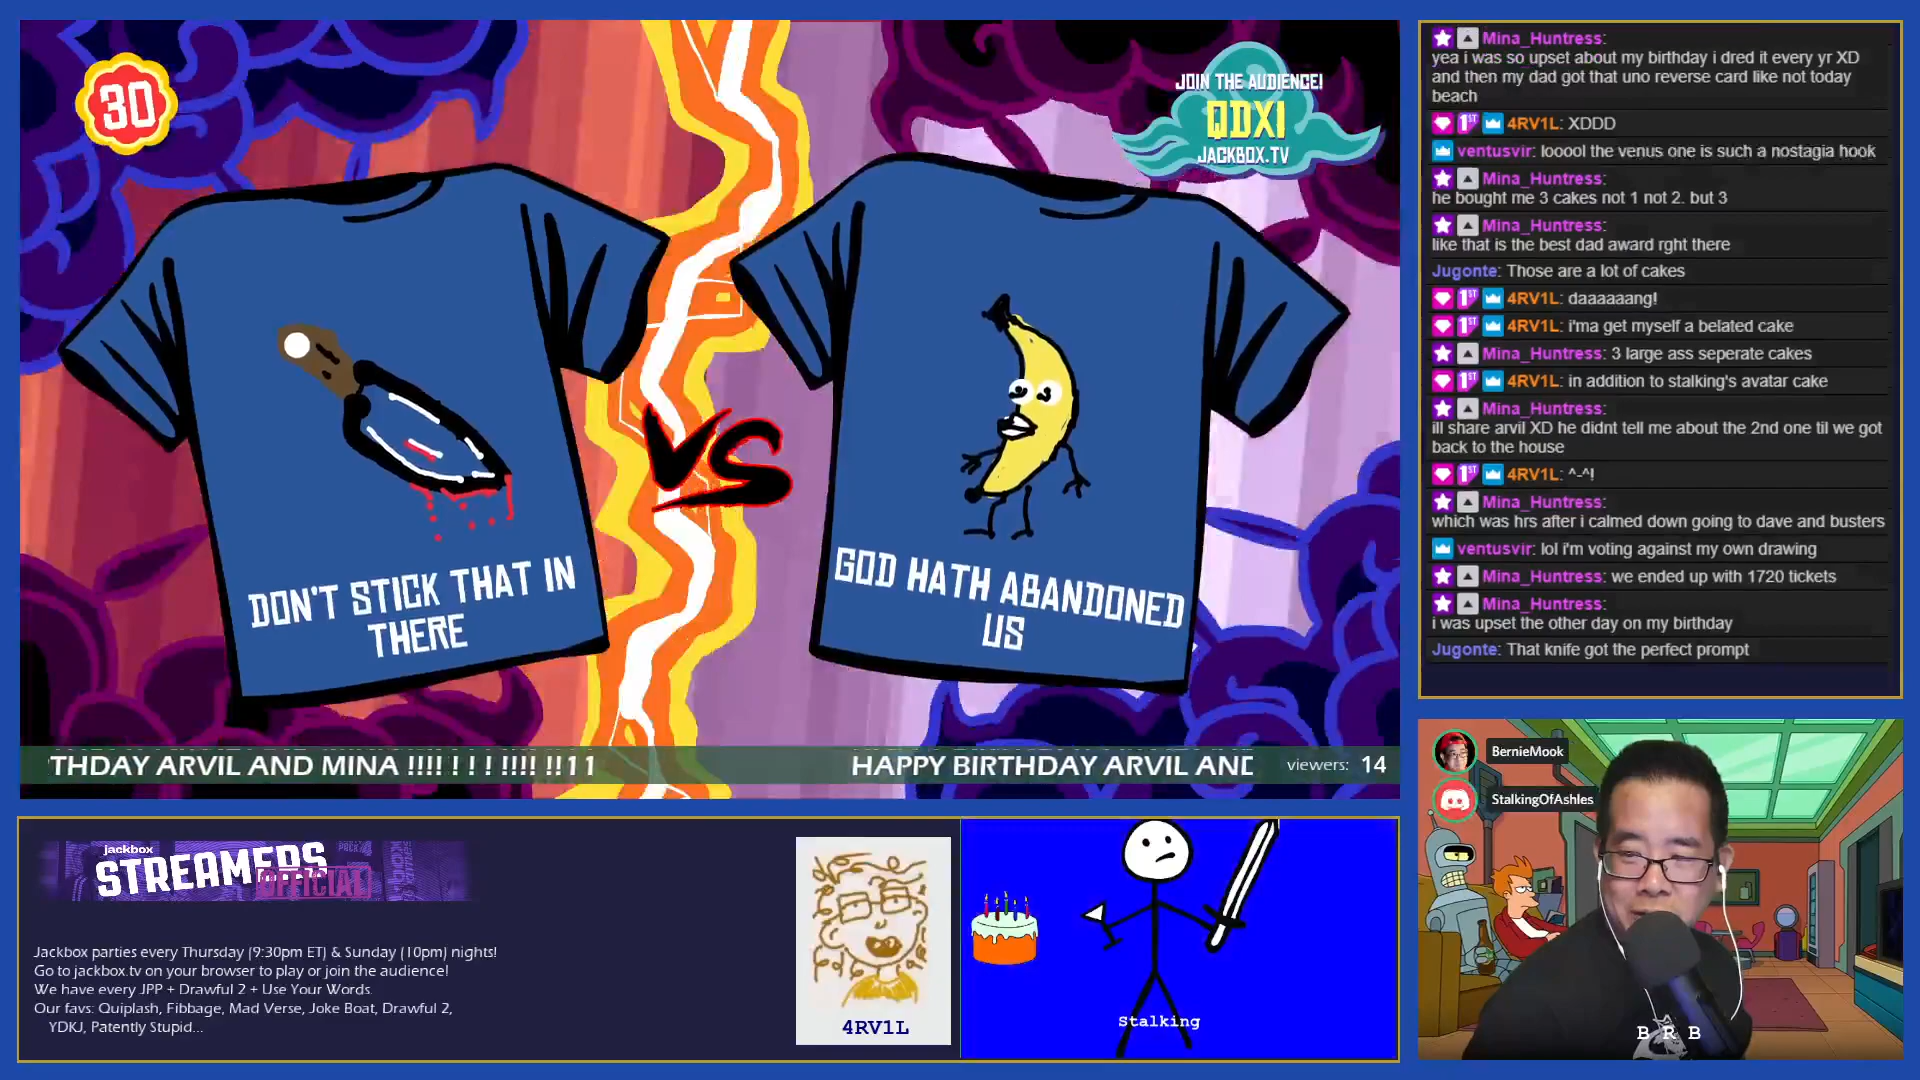 30
JOIN THE AUDIENCE!
QDXI
JACKBOX.TV
VS
DON'T STICK THAT IN
THERE
GOD HATH ABANDONED
US
THDAY ARVIL AND MINA !!!! ! ! ! !!!! !!11
HAPPY BIRTHDAY ARVIL AND
viewers: 14
Mina_Huntress:
yea i was so upset about my birthday i dred it every yr XD
and then my dad got that uno reverse card like not today
beach
1ST 4RV1L: XDDD
ventusvir: looool the venus one is such a nostagia hook
Mina_Huntress:
he bought me 3 cakes not 1 not 2. but 3
Mina_Huntress:
like that is the best dad award rght there
Jugonte: Those are a lot of cakes
1ST 4RV1L: daaaaaang!
1ST 4RV1L: i'ma get myself a belated cake
Mina_Huntress: 3 large ass seperate cakes
1ST 4RV1L: in addition to stalking's avatar cake
Mina_Huntress:
ill share arvil XD he didnt tell me about the 2nd one til we got
back to the house
1ST 4RV1L: ^-^!
Mina_Huntress:
which was hrs after i calmed down going to dave and busters
ventusvir: lol i'm voting against my own drawing
Mina_Huntress: we ended up with 1720 tickets
Mina_Huntress:
i was upset the other day on my birthday
Jugonte: That knife got the perfect prompt
BernieMook
StalkingOfAshles
B R B
jackbox
STREAMERS
OFFICIAL
Jackbox parties every Thursday (9:30pm ET) & Sunday (10pm) nights!
Go to jackbox.tv on your browser to play or join the audience!
We have every JPP + Drawful 2 + Use Your Words.
Our favs: Quiplash, Fibbage, Mad Verse, Joke Boat, Drawful 2,
YDKJ, Patently Stupid...
4RV1L
Stalking